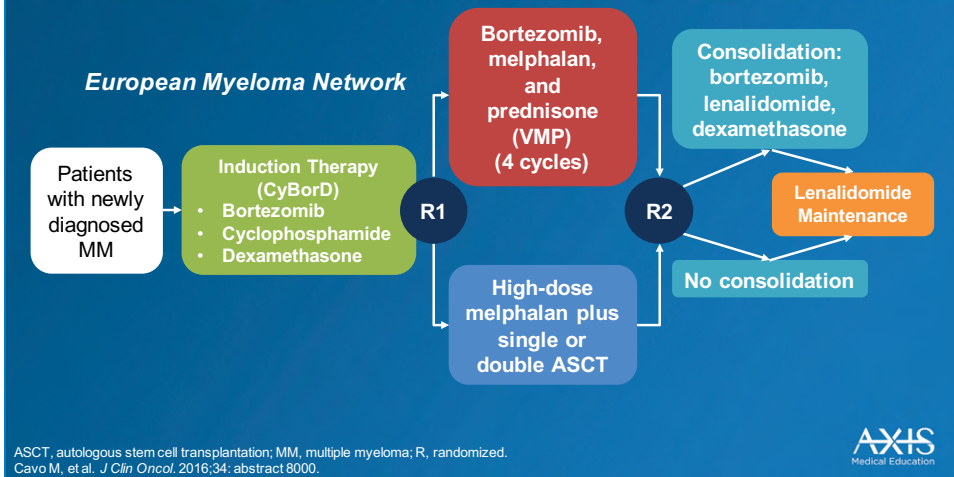 European Myeloma Network
Patients
with newly
diagnosed
MM
Induction Therapy
(CyBorD)
• Bortezomib
• Cyclophosphamide
• Dexamethasone
R1
Bortezomib,
melphalan,
and
prednisone
(VMP)
(4 cycles)
High-dose
melphalan plus
single or
double ASCT
R2
Consolidation:
bortezomib,
lenalidomide,
dexamethasone
No consolidation
Lenalidomide
Maintenance
ASCT, autologous stem cell transplantation; MM, multiple myeloma; R, randomized.
Cavo M, et al. J Clin Oncol. 2016;34: abstract 8000.
AXIS
Medical Education